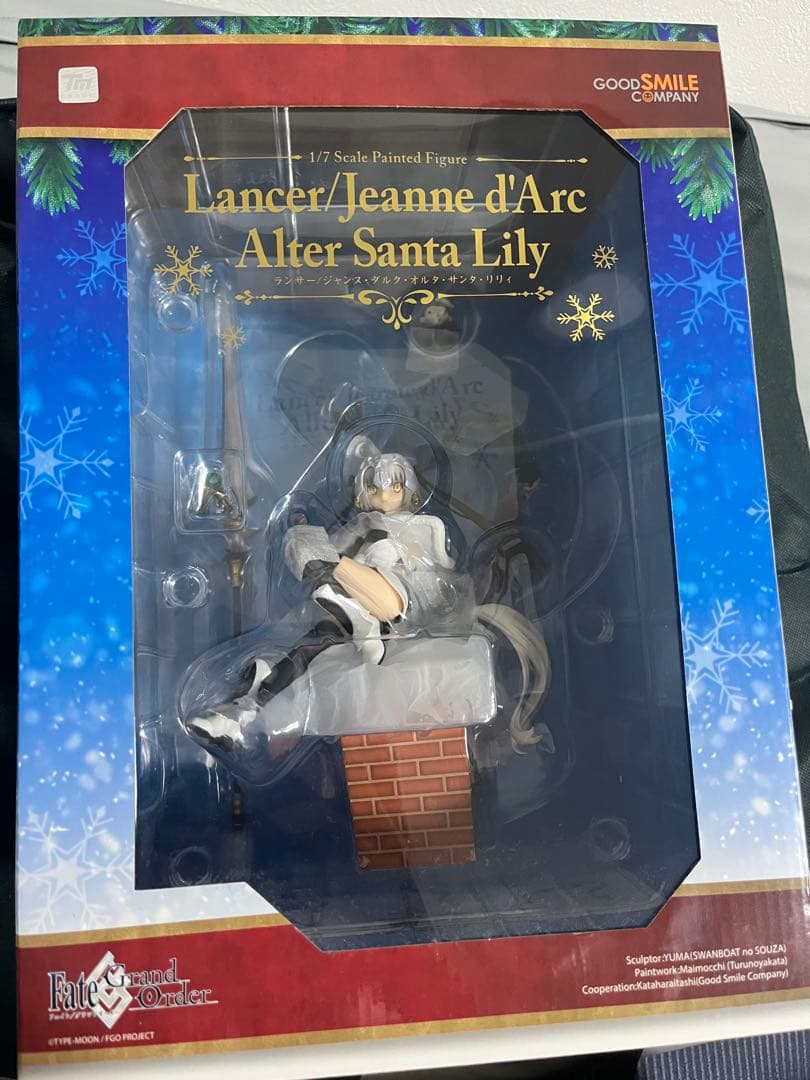 GOODSMILE
COMPANY
1/7 Scale Painted Figure
Lancer/Jeanne d'Arc
Alter Santa Lily
ランサー/ジャンヌ・ダルク・オルタ・サンタ・リリィ
Sculptor:YUMA(SWANBOAT no SOUZA)
Paintwork:Maimocchi (Turunoyakata)
Cooperation:Kataharaitashi(Good Smile Company)
Fate
Grand
Order
©TYPE-MOON / FGO PROJECT